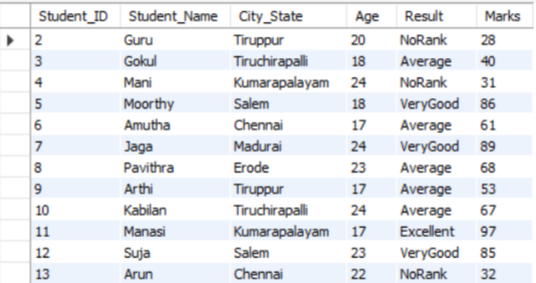 Student_ID Student_Name City_State Age Result Marks
2 Guru Tiruppur 20 NoRank 28
3 Gokul Tiruchirapalli 18 Average 40
4 Mani Kumarapalayam 24 NoRank 31
5 Moorthy Salem 18 VeryGood 86
6 Amutha Chennai 17 Average 61
7 Jaga Madurai 24 VeryGood 89
8 Pavithra Erode 23 Average 68
9 Arthi Tiruppur 17 Average 53
10 Kabilan Tiruchirapalli 24 Average 67
11 Manasi Kumarapalayam 17 Excellent 97
12 Suja Salem 23 VeryGood 85
13 Arun Chennai 22 NoRank 32